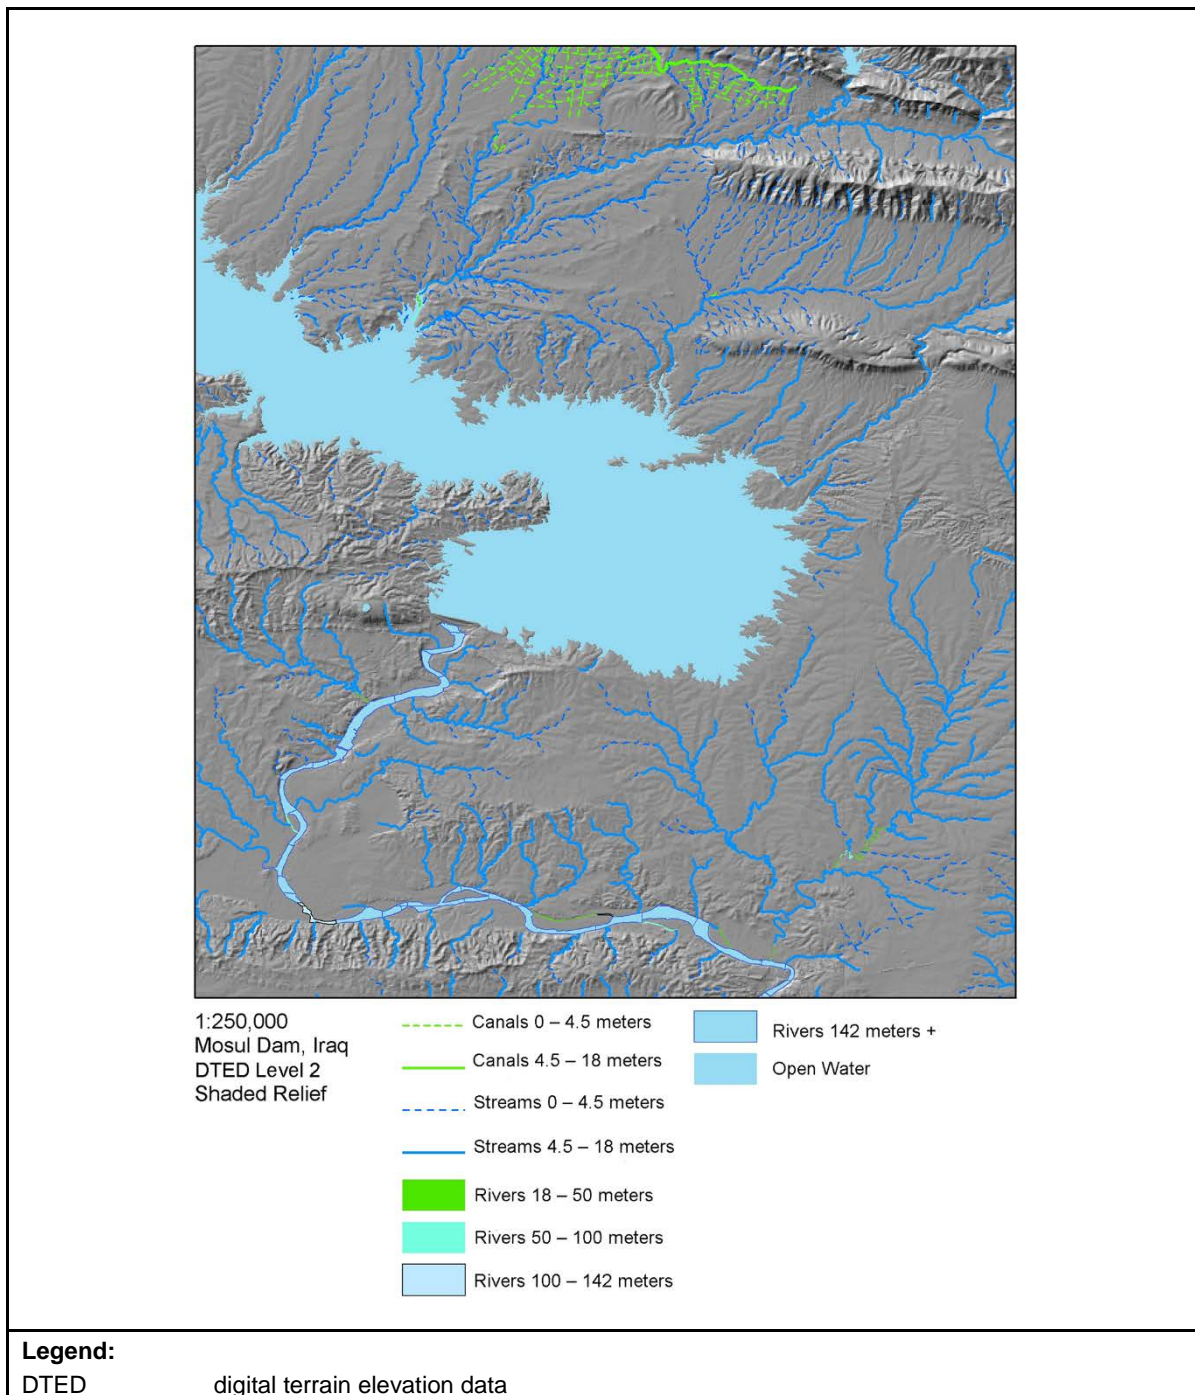 1:250,000
Mosul Dam, Iraq
DTED Level 2
Shaded Relief
Canals 0 – 4.5 meters
Canals 4.5 – 18 meters
Streams 0 – 4.5 meters
Streams 4.5 – 18 meters
Rivers 18 – 50 meters
Rivers 50 – 100 meters
Rivers 100 – 142 meters
Rivers 142 meters +
Open Water
Legend:
DTED digital terrain elevation data